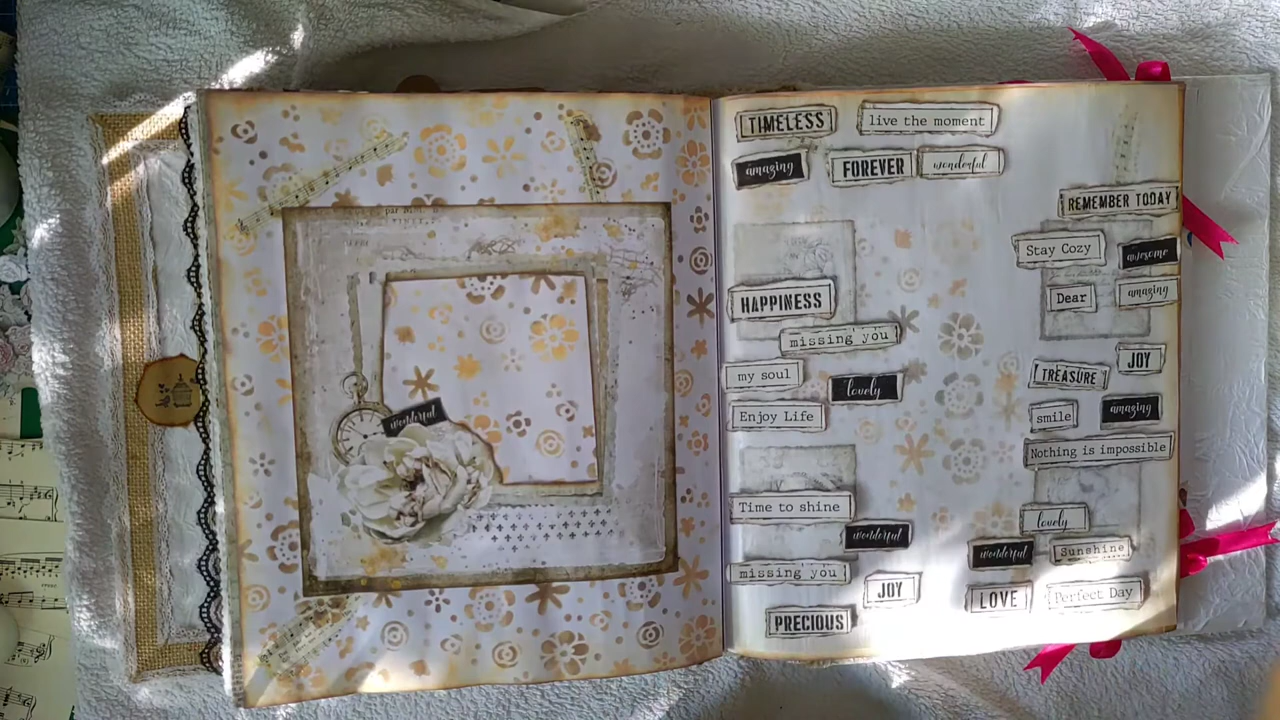 wonderful
TIMELESS
live the moment
amazing
FOREVER
wonderful
REMEMBER TODAY
Stay Cozy
awesome
HAPPINESS
Dear
amazing
missing you
JOY
my soul
lovely
TREASURE
Enjoy Life
smile
amazing
Nothing is impossible
Time to shine
lovely
wonderful
wonderful
Sunshine
missing you
JOY
LOVE
Perfect Day
PRECIOUS